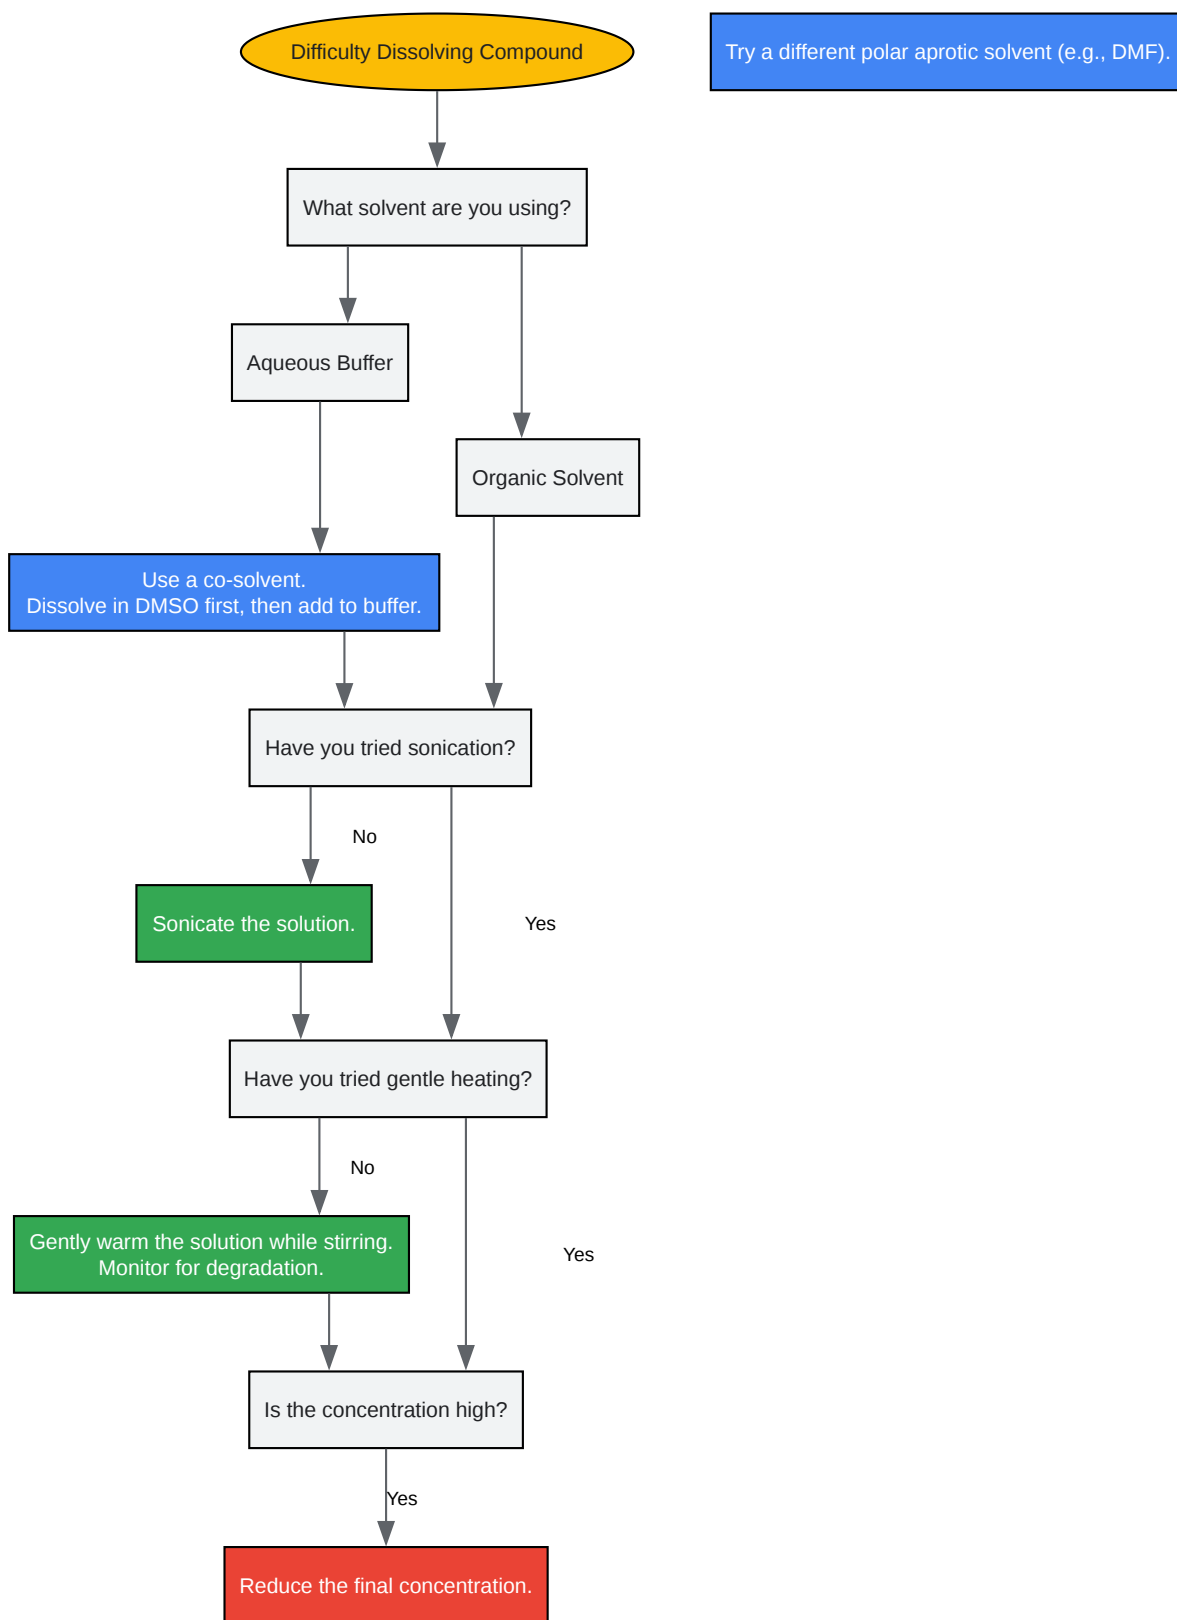 Difficulty Dissolving Compound
Try a different polar aprotic solvent (e.g., DMF).
What solvent are you using?
Aqueous Buffer
Organic Solvent
Use a co-solvent.
Dissolve in DMSO first, then add to buffer.
Have you tried sonication?
No
Sonicate the solution.
Yes
Have you tried gentle heating?
No
Gently warm the solution while stirring.
Monitor for degradation.
Yes
Is the concentration high?
Yes
Reduce the final concentration.